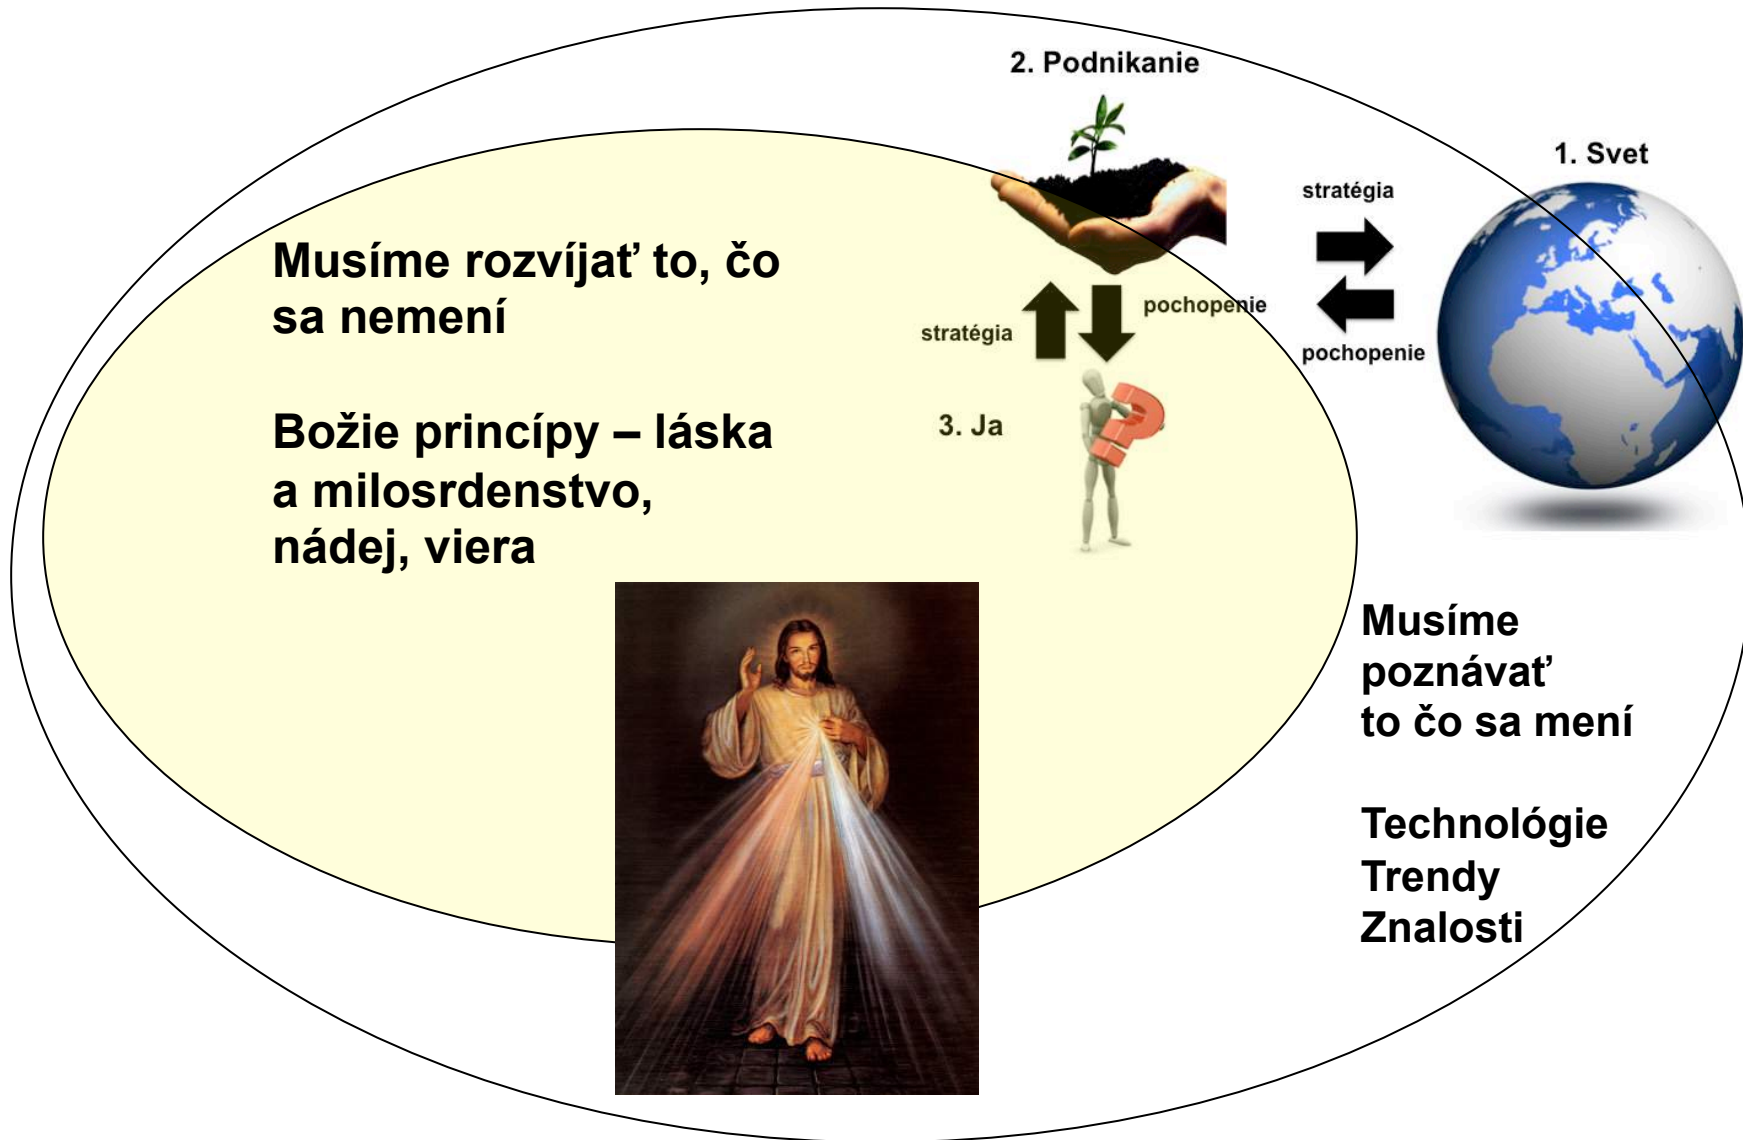 2. Podnikanie
1. Svet
stratégia
pochopenie
Musíme rozvíjať to, čo
sa nemení
pochopenie
stratégia
3. Ja
Božie princípy – láska
a milosrdenstvo,
nádej, viera
Musíme
poznávať
to čo sa mení
Technológie
Trendy
Znalosti